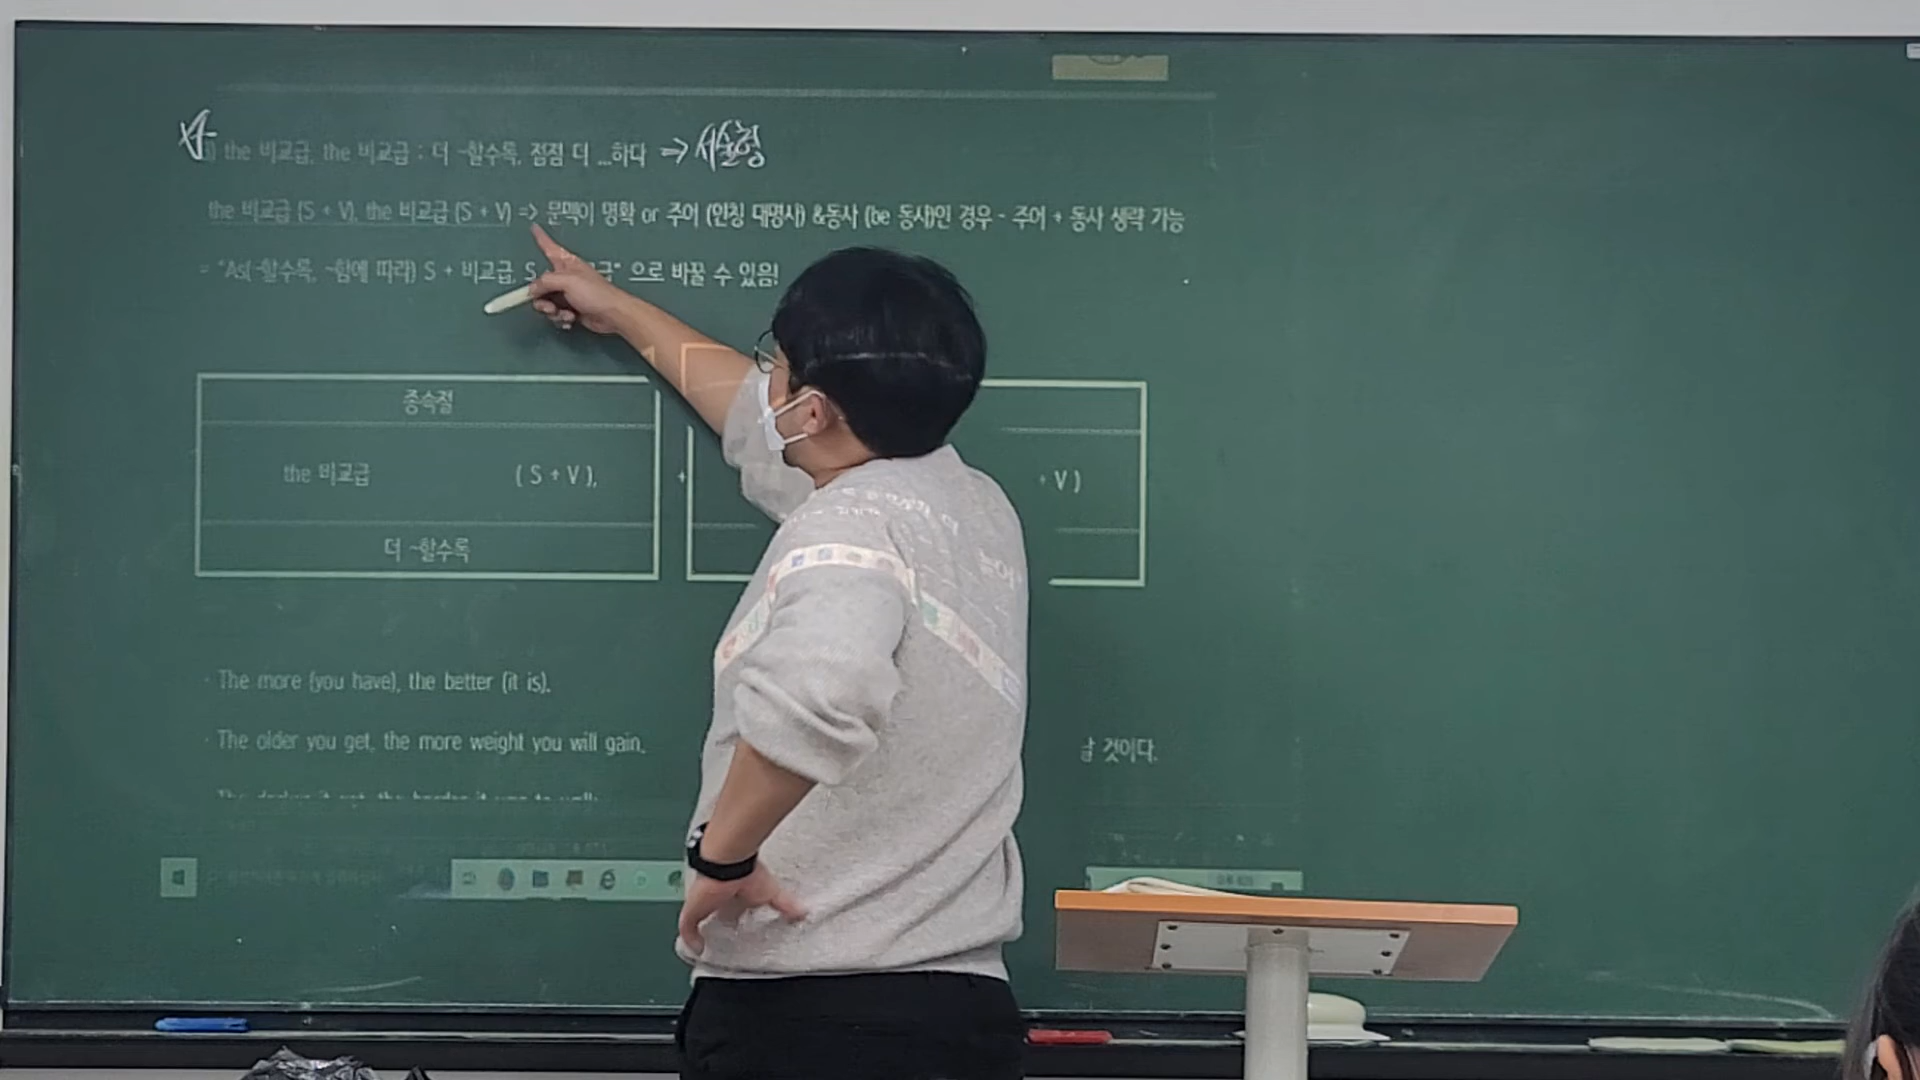 the 비교급, the 비교급 : 더 ~할수록, 점점 더 ...하다 => 서술형
the 비교급 (S + V), the 비교급 (S + V) => 문맥이 명확 or 주어 (인칭 대명사) &동사 (be 동사)인 경우 - 주어 + 동사 생략 가능
= "As(~할수록, ~함에 따라) S + 비교급, S 급" 으로 바꿀 수 있음!
종속절
the 비교급 ( S + V ), + + V )
더 ~할수록
· The more (you have), the better (it is).
· The older you get, the more weight you will gain. 것이다.